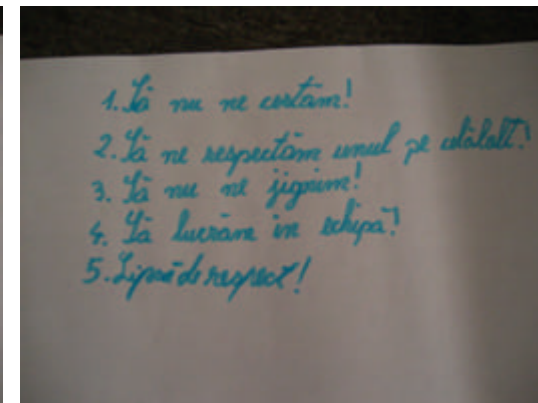 1. Să nu ne certăm!
2. Să ne respectăm unul pe celălalt!
3. Să nu ne jignim!
4. Să lucrăm în echipă!
5. Lipsă de respect!